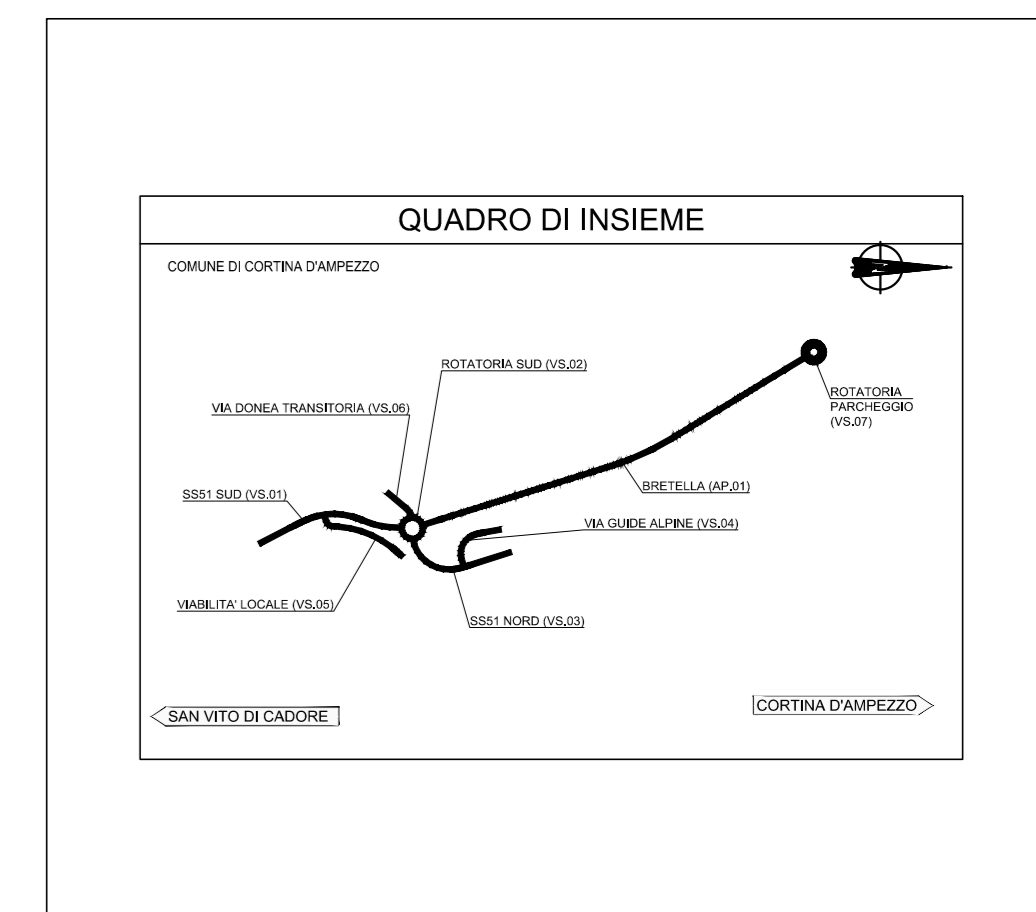 QUADRO DI INSIEME
COMUNE DI CORTINA D'AMPEZZO
ROTATORIA SUD (VS.02)
VIA DONEA TRANSITORIA (VS.06)
ROTATORIA
PARCHEGGIO
(VS.07)
BRETELLA (AP.01)
SS51 SUD (VS.01)
VIA GUIDE ALPINE (VS.04)
VIABILITA' LOCALE (VS.05)
SS51 NORD (VS.03)
SAN VITO DI CADORE
CORTINA D'AMPEZZO